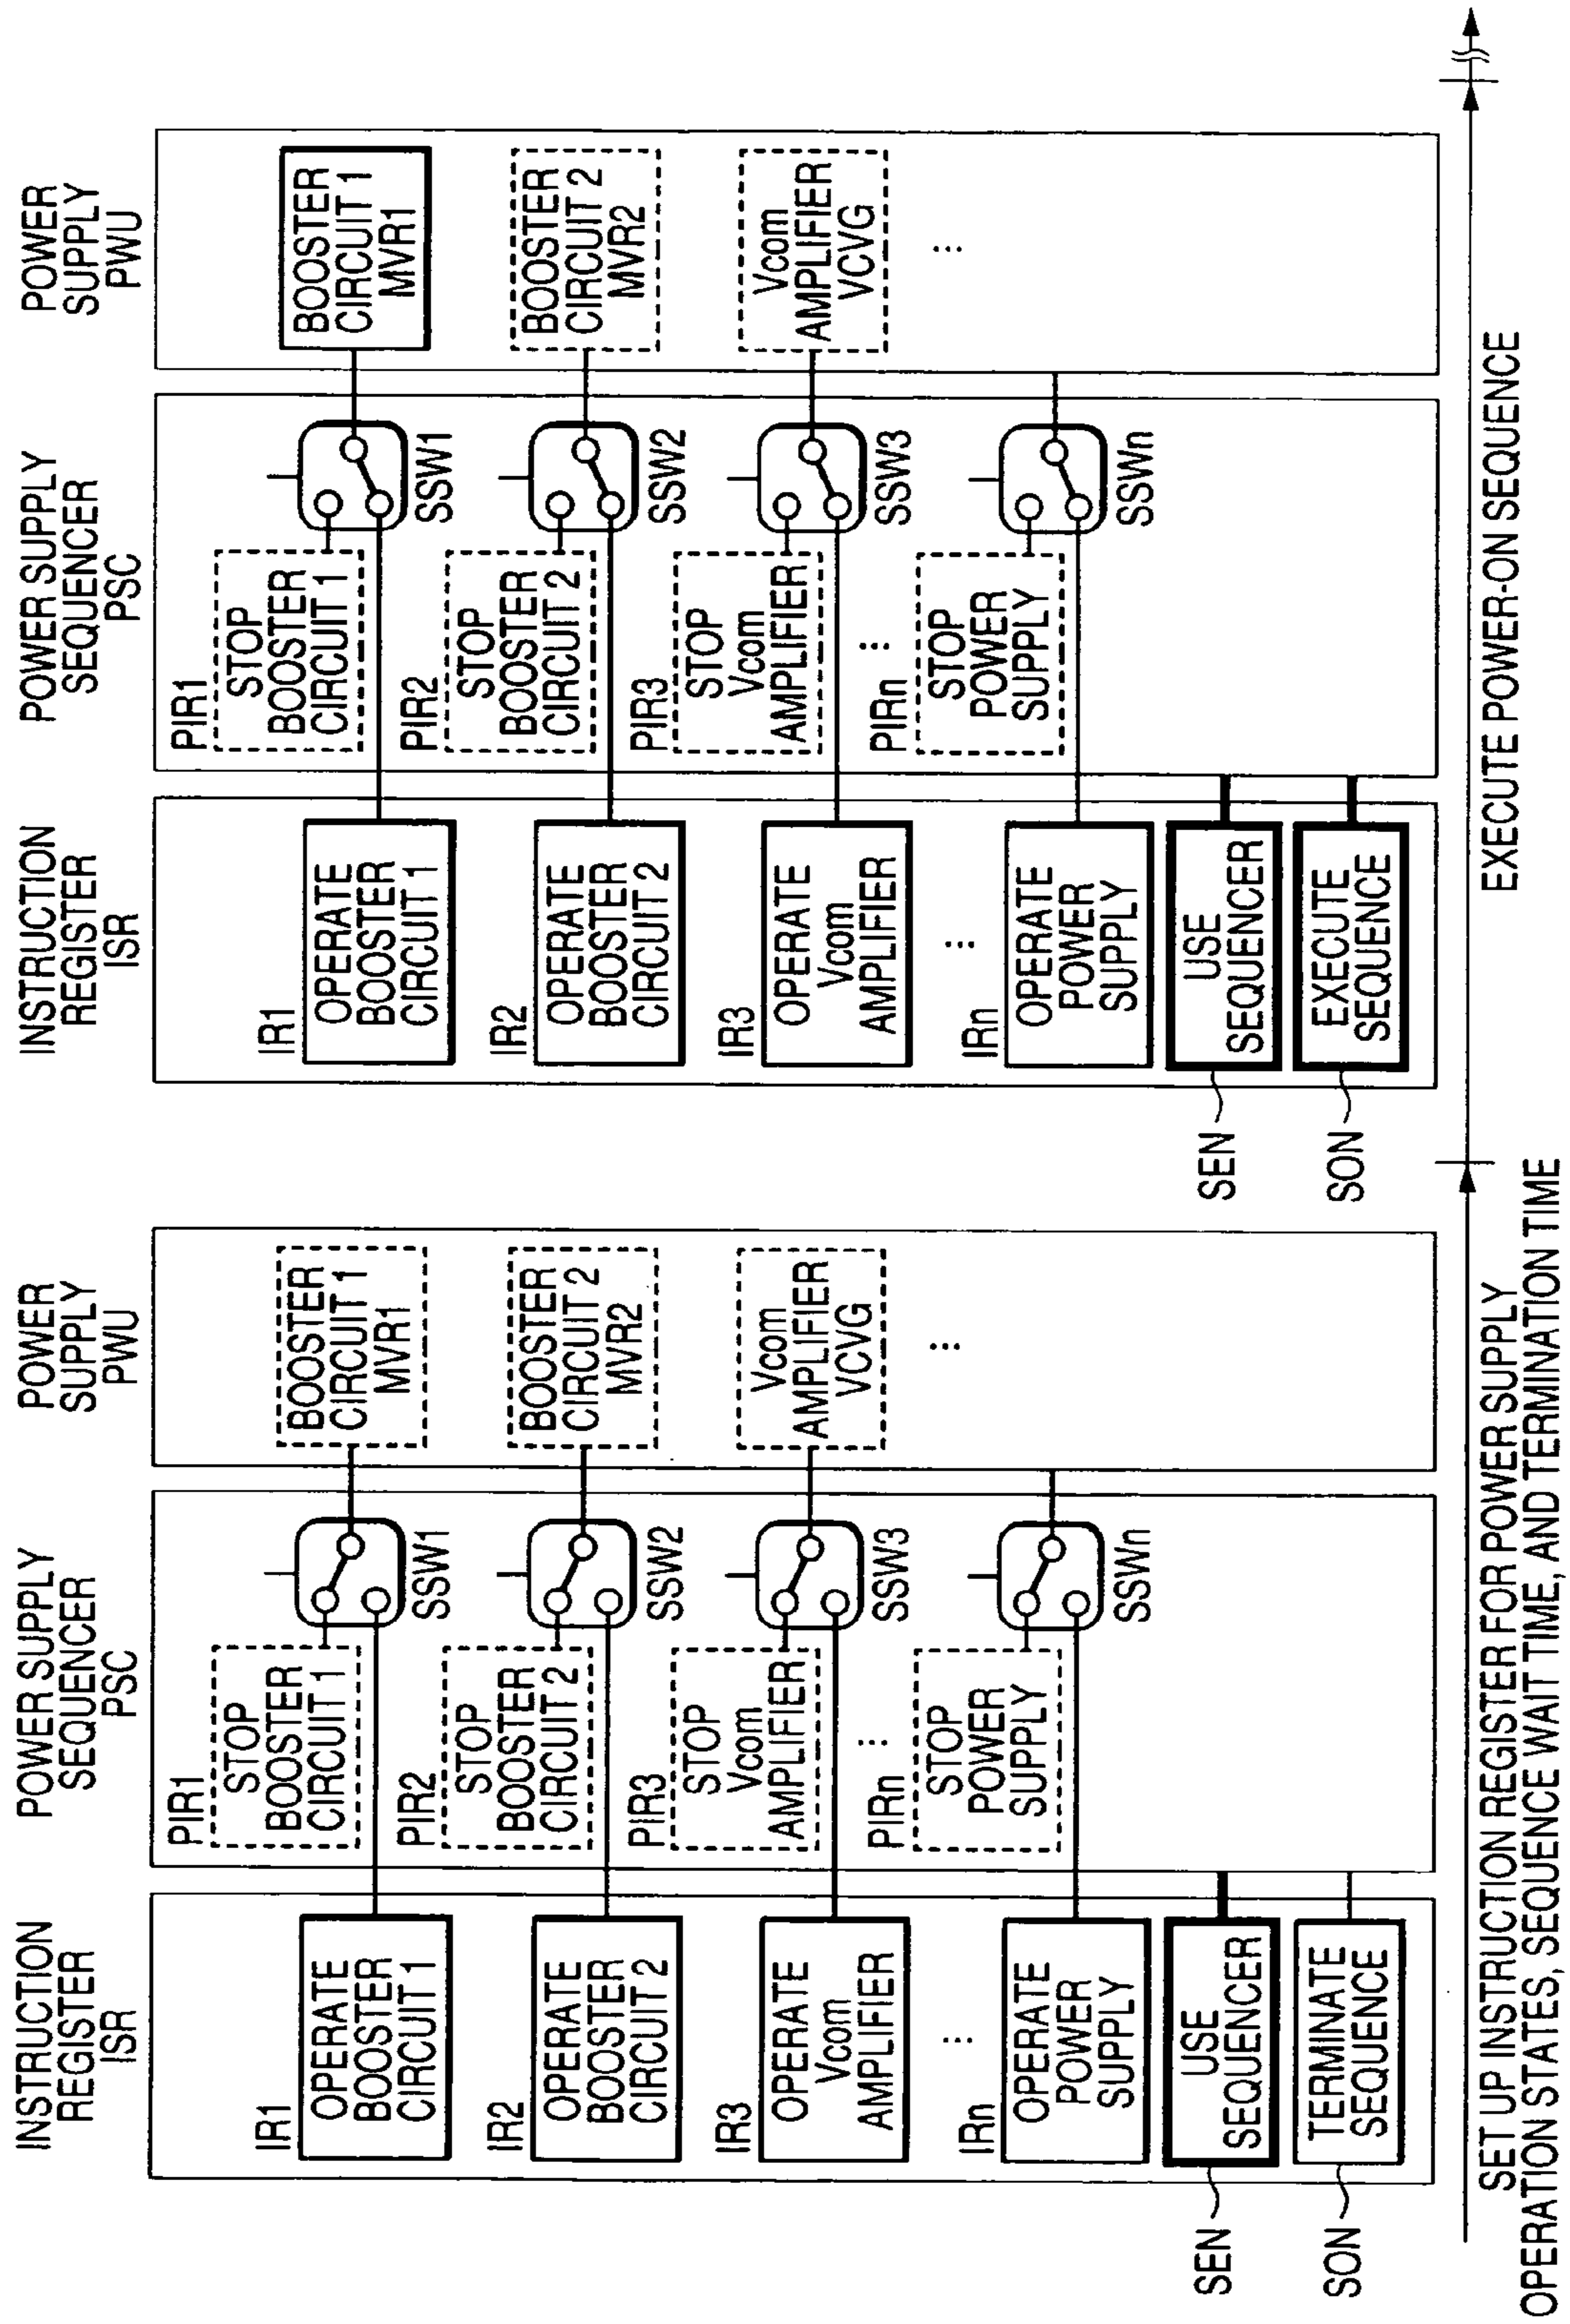 INSTRUCTION
REGISTER
ISR
IR1
OPERATE
BOOSTER
CIRCUIT 1
IR2
OPERATE
BOOSTER
CIRCUIT 2
IR3
OPERATE
Vcom
AMPLIFIER
...
IRn
OPERATE
POWER
SUPPLY
SEN
USE
SEQUENCER
SON
TERMINATE
SEQUENCE
POWER SUPPLY
SEQUENCER
PSC
PIR1
STOP
BOOSTER
CIRCUIT 1
SSW1
PIR2
STOP
BOOSTER
CIRCUIT 2
SSW2
PIR3
STOP
Vcom
AMPLIFIER
SSW3
...
PIRn
STOP
POWER
SUPPLY
SSWn
POWER
SUPPLY
PWU
BOOSTER
CIRCUIT 1
MVR1
BOOSTER
CIRCUIT 2
MVR2
Vcom
AMPLIFIER
VCVG
...
SET UP INSTRUCTION REGISTER FOR POWER SUPPLY
OPERATION STATES, SEQUENCE WAIT TIME, AND TERMINATION TIME
INSTRUCTION
REGISTER
ISR
IR1
OPERATE
BOOSTER
CIRCUIT 1
IR2
OPERATE
BOOSTER
CIRCUIT 2
IR3
OPERATE
Vcom
AMPLIFIER
...
IRn
OPERATE
POWER
SUPPLY
SEN
USE
SEQUENCER
SON
EXECUTE
SEQUENCE
POWER SUPPLY
SEQUENCER
PSC
PIR1
STOP
BOOSTER
CIRCUIT 1
SSW1
PIR2
STOP
BOOSTER
CIRCUIT 2
SSW2
PIR3
STOP
Vcom
AMPLIFIER
SSW3
...
PIRn
STOP
POWER
SUPPLY
SSWn
POWER
SUPPLY
PWU
BOOSTER
CIRCUIT 1
MVR1
BOOSTER
CIRCUIT 2
MVR2
Vcom
AMPLIFIER
VCVG
...
EXECUTE POWER-ON SEQUENCE